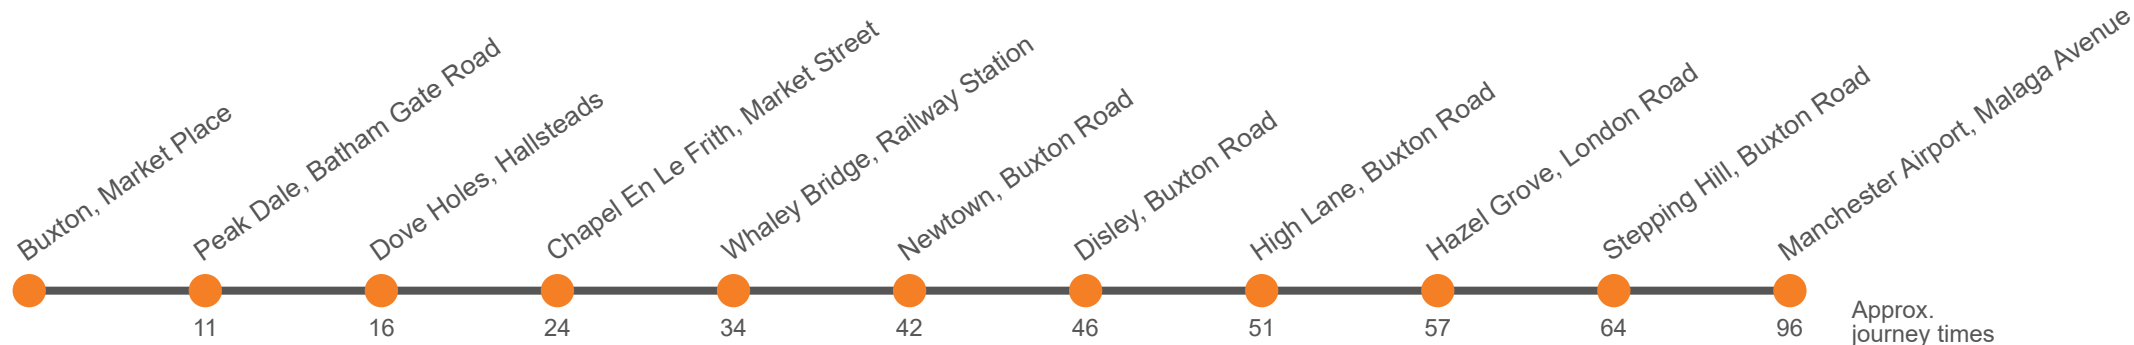 Buxton, Market Place
Peak Dale, Batham Gate Road
Dove Holes, Hallsteads
Chapel En Le Frith, Market Street
Whaley Bridge, Railway Station
Newtown, Buxton Road
Disley, Buxton Road
High Lane, Buxton Road
Hazel Grove, London Road
Stepping Hill, Buxton Road
Manchester Airport, Malaga Avenue
11
16
24
34
42
46
51
57
64
96
Approx.
journey times